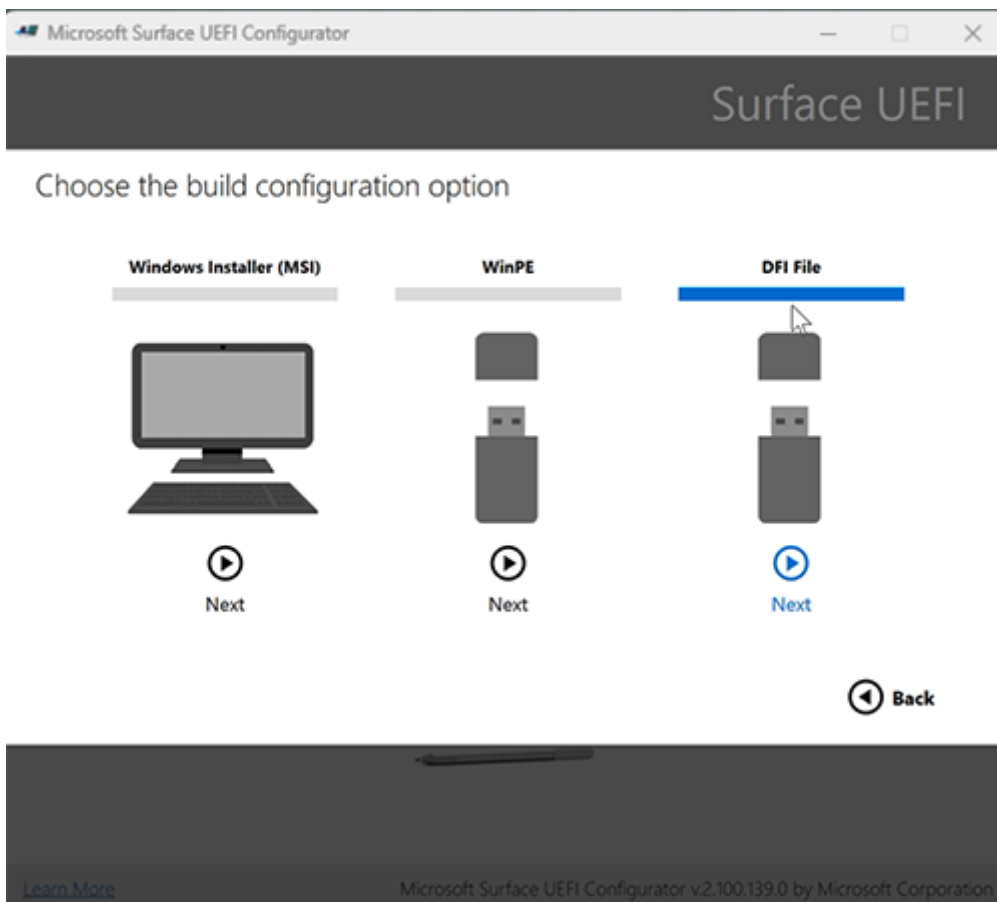 Microsoft Surface UEFI Configurator
Surface UEFI
Choose the build configuration option
Windows Installer (MSI)
WinPE
DFI File
Next
Next
Next
Back
Learn More
Microsoft Surface UEFI Configurator v2.100.139.0 by Microsoft Corporation